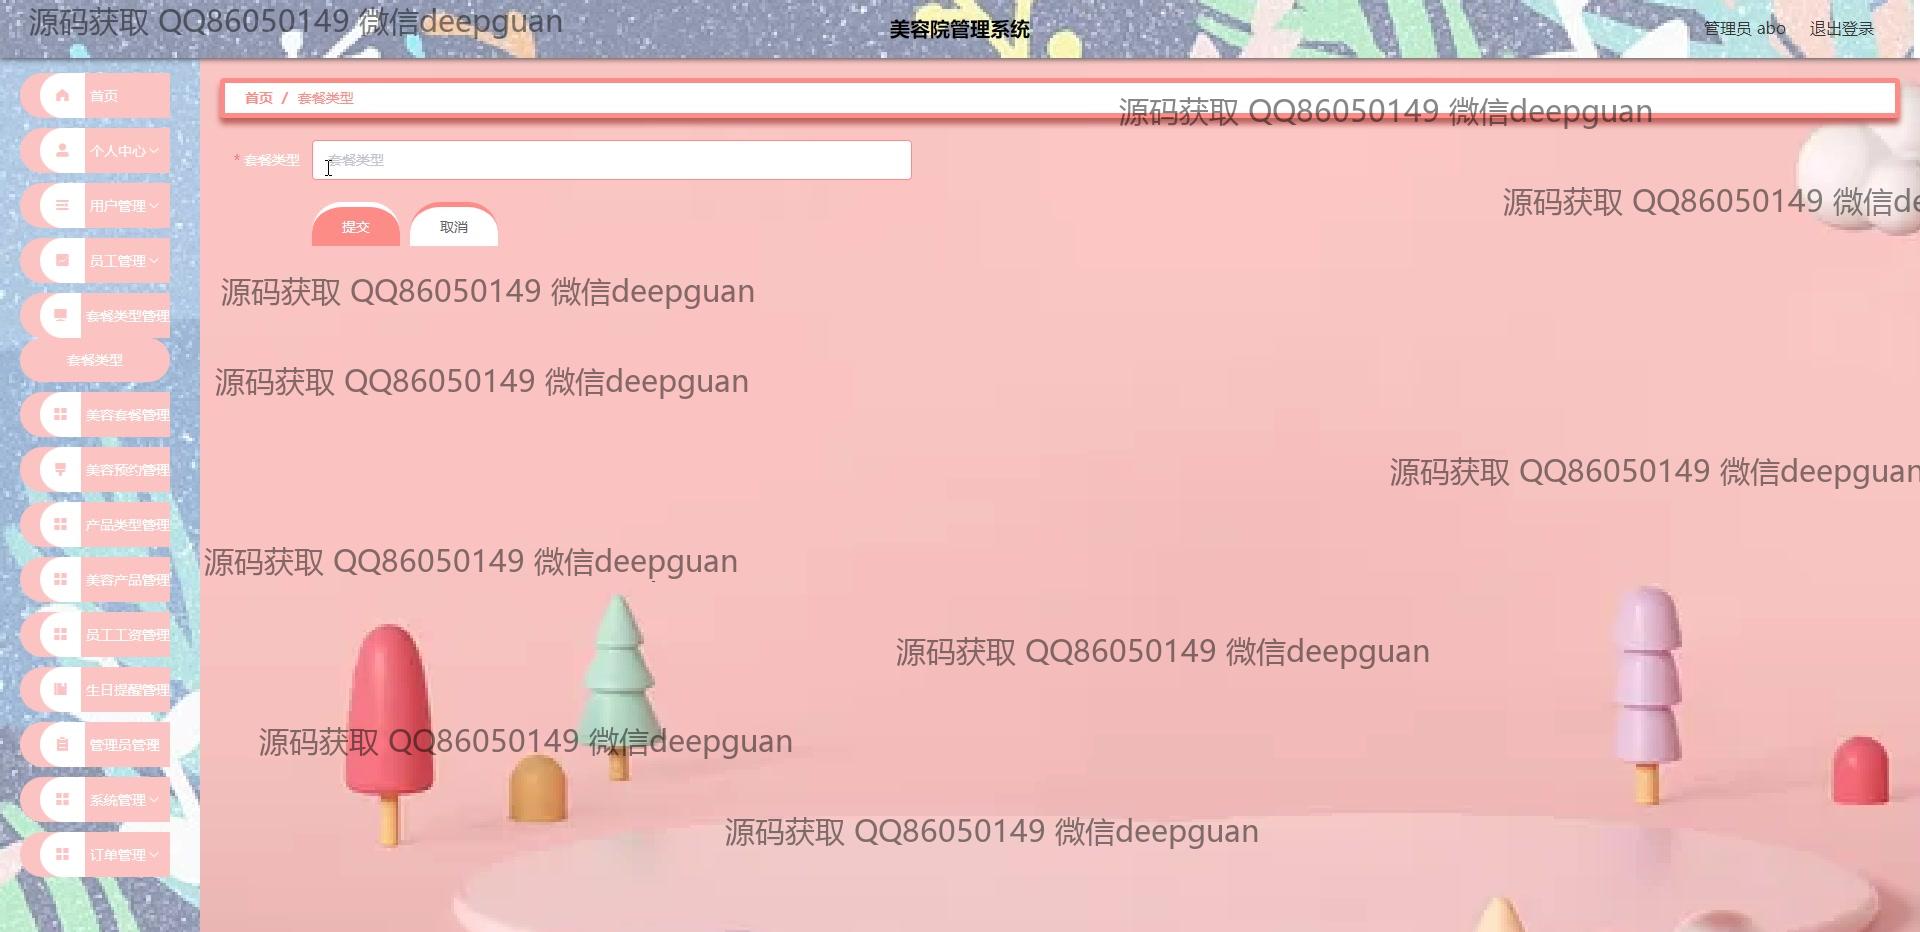 源码获取 QQ86050149 微信deepguan
美容院管理系统
管理员 abo
退出登录
首页
个人中心
用户管理
员工管理
套餐类型管理
套餐类型
美容套餐管理
美容预约管理
产品类型管理
美容产品管理
员工工资管理
生日提醒管理
管理员管理
系统管理
订单管理
首页 / 套餐类型
源码获取 QQ86050149 微信deepguan
* 套餐类型
套餐类型
源码获取 QQ86050149 微信de
提交
取消
源码获取 QQ86050149 微信deepguan
源码获取 QQ86050149 微信deepguan
源码获取 QQ86050149 微信deepguan
源码获取 QQ86050149 微信deepguan
源码获取 QQ86050149 微信deepguan
源码获取 QQ86050149 微信deepguan
源码获取 QQ86050149 微信deepguan